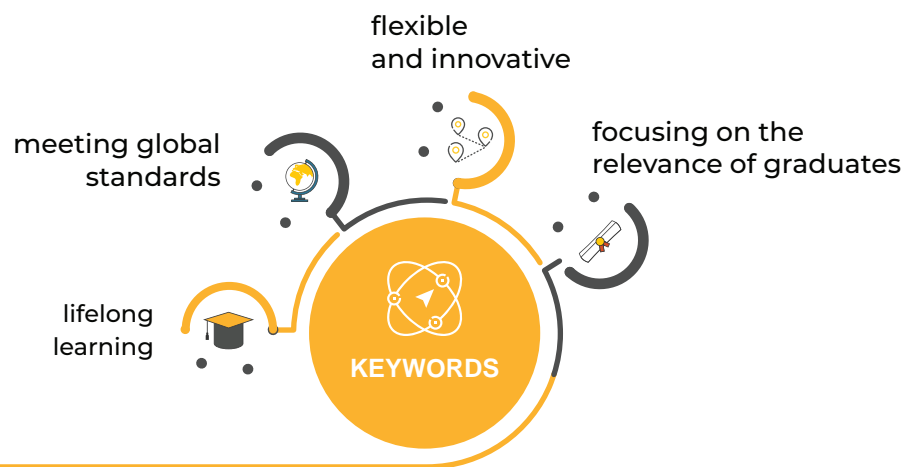 flexible
and innovative
meeting global
standards
focusing on the
relevance of graduates
lifelong
learning
KEYWORDS